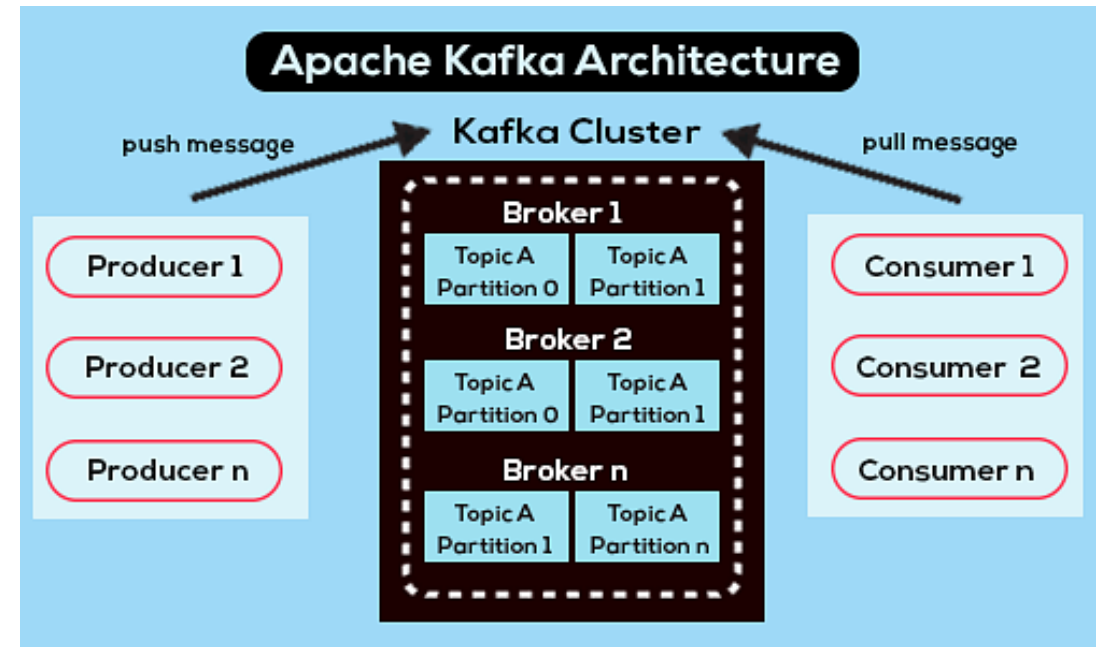 Apache Kafka Architecture
push message
Kafka Cluster
pull message
Producer 1
Producer 2
Producer n
Broker 1
Topic A
Partition 0
Topic A
Partition 1
Broker 2
Topic A
Partition 0
Topic A
Partition 1
Broker n
Topic A
Partition 1
Topic A
Partition n
Consumer 1
Consumer 2
Consumer n